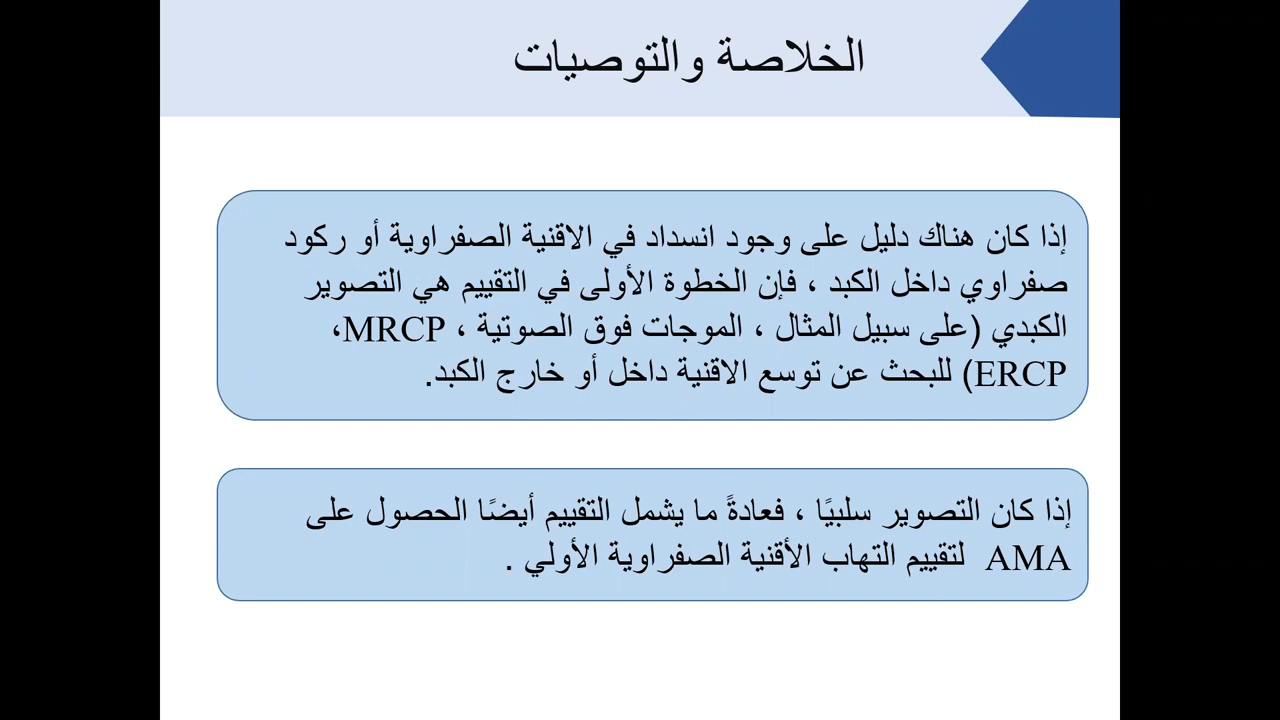 الخلاصة والتوصيات
إذا كان هناك دليل على وجود انسداد في الاقنية الصفراوية أو ركود
صفراوي داخل الكبد ، فإن الخطوة الأولى في التقييم هي التصوير
الكبدي (على سبيل المثال ، الموجات فوق الصوتية ، MRCP،
ERCP) للبحث عن توسع الاقنية داخل أو خارج الكبد.
إذا كان التصوير سلبيًا ، فعادةً ما يشمل التقييم أيضًا الحصول على
AMA لتقييم التهاب الأقنية الصفراوية الأولي .